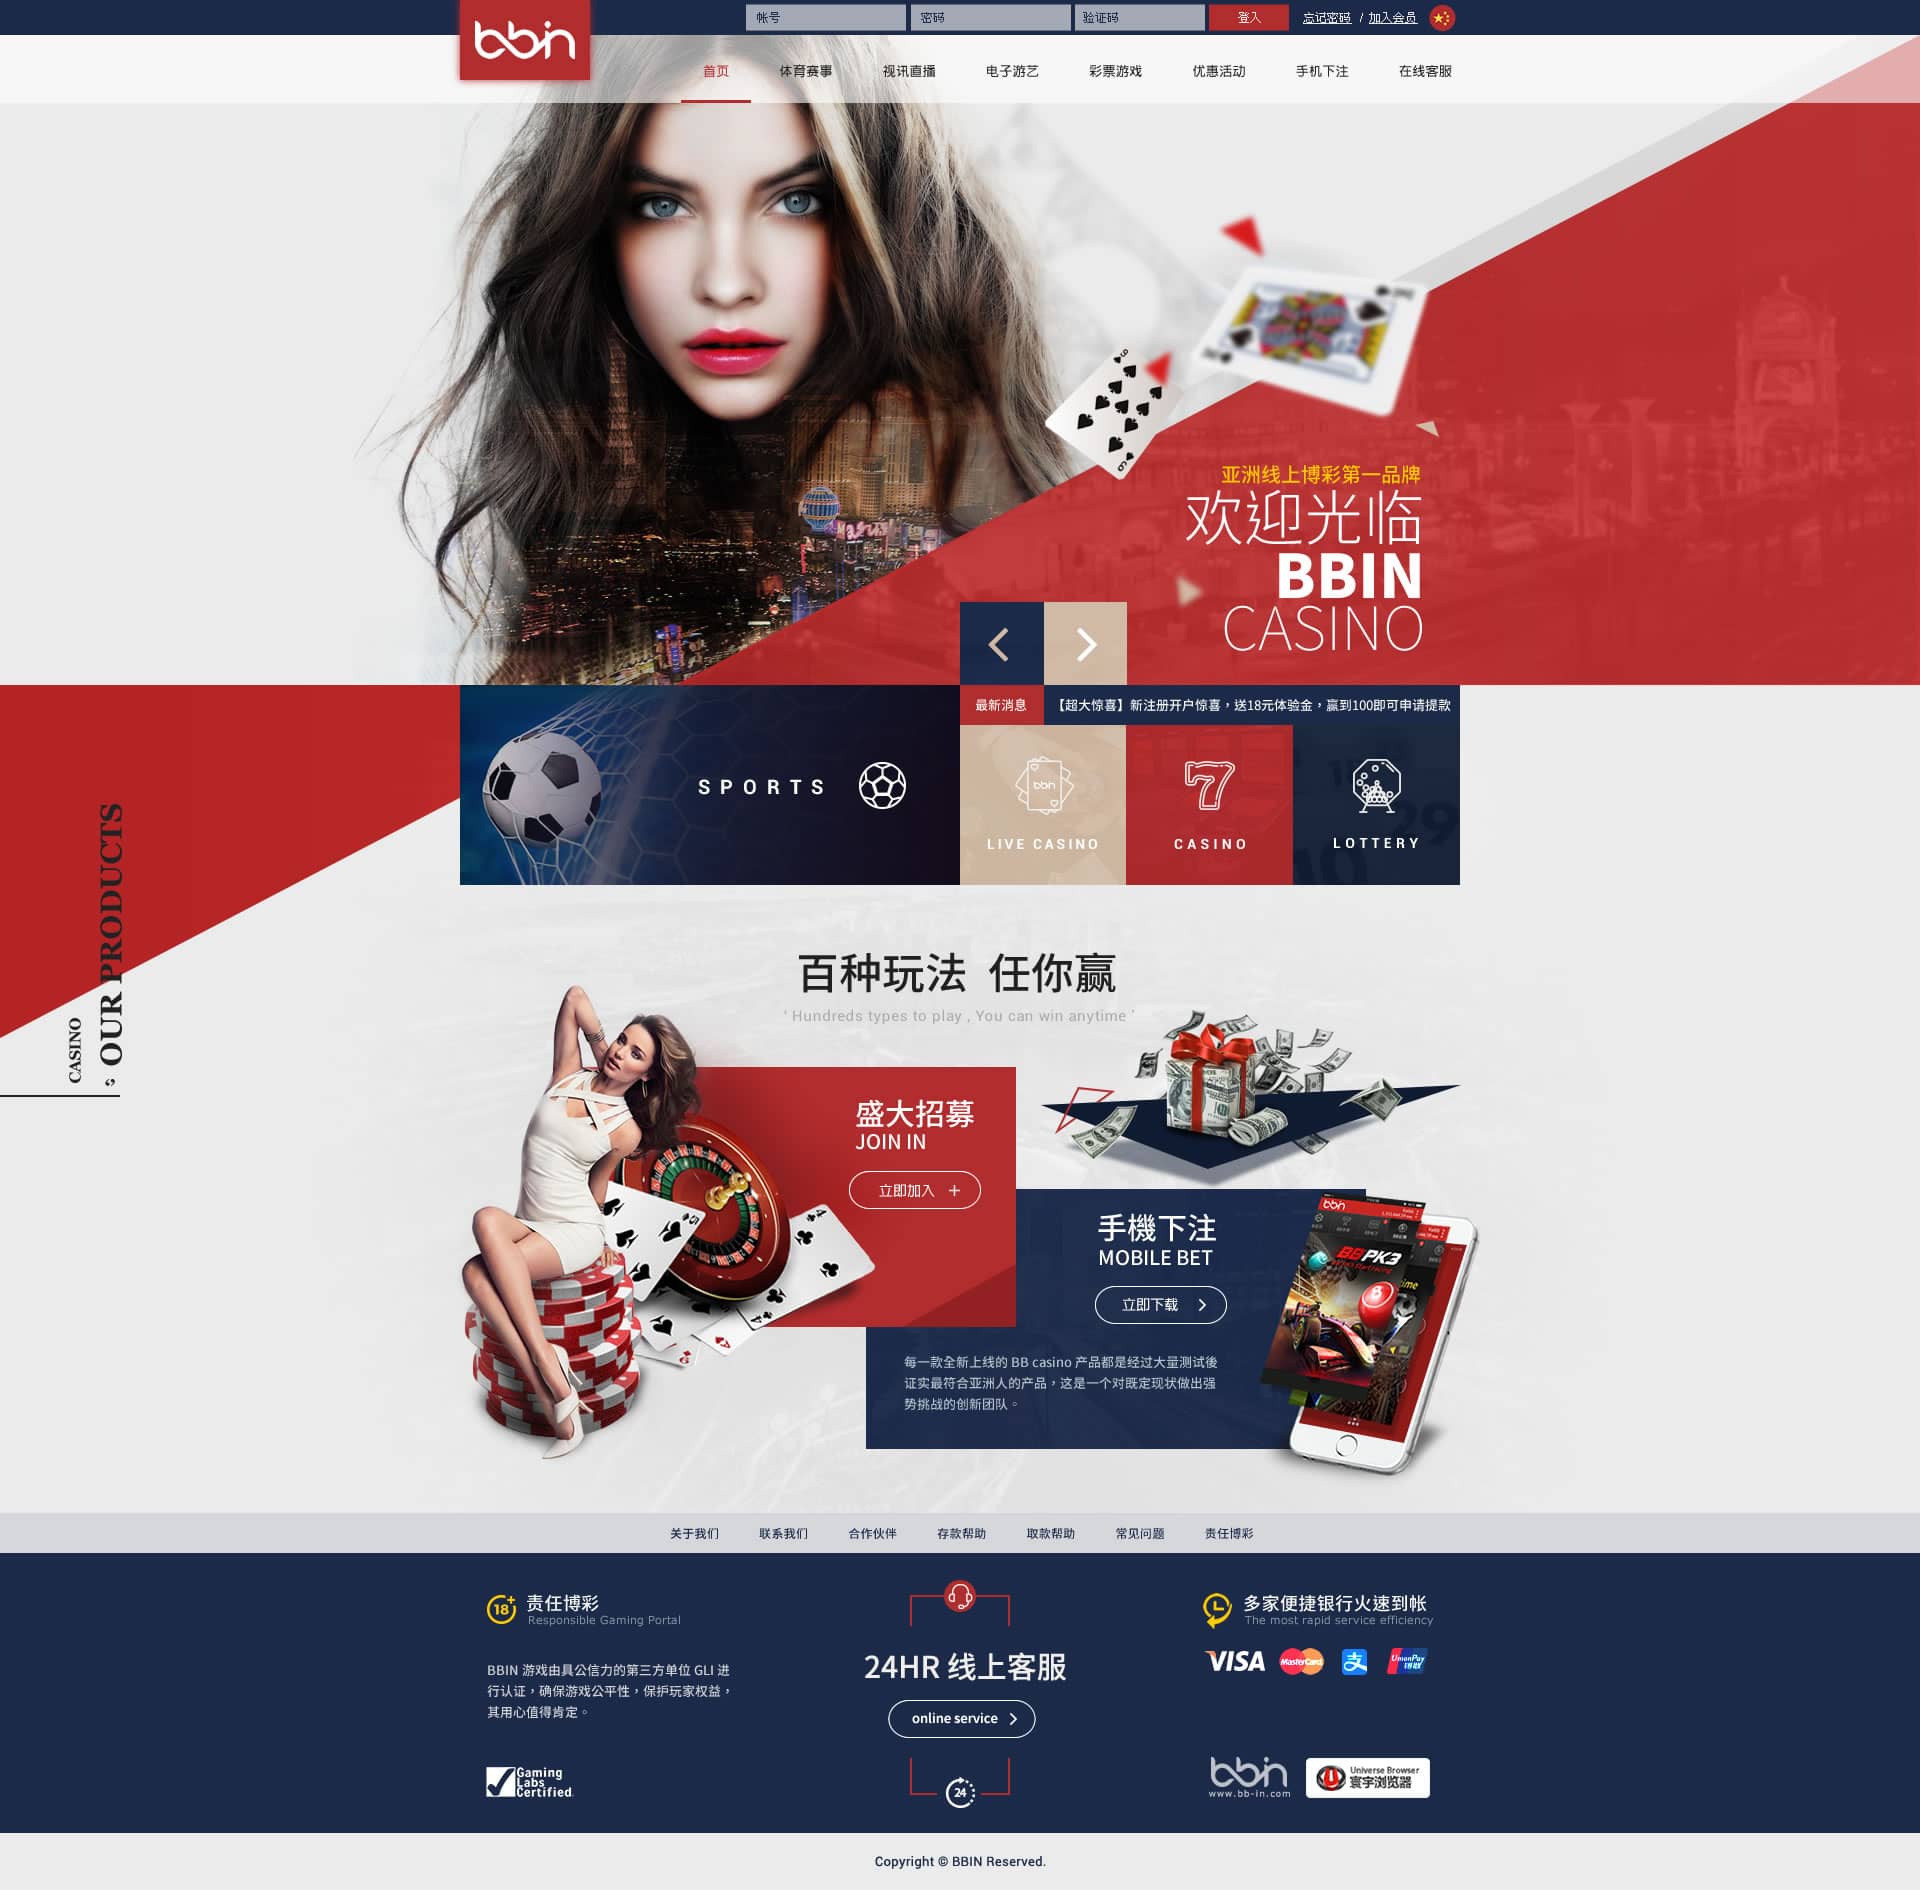 bbin
帐号
密码
验证码
登入
忘记密码 / 加入会员
首页
体育赛事
视讯直播
电子游艺
彩票游戏
优惠活动
手机下注
在线客服
亚洲线上博彩第一品牌
欢迎光临
BBIN
CASINO
最新消息
【超大惊喜】新注册开户惊喜，送18元体验金，赢到100即可申请提款
SPORTS
bbin
LIVE CASINO
7
CASINO
LOTTERY
CASINO
OUR PRODUCTS
百种玩法 任你赢
‘ Hundreds types to play , You can win anytime ’
盛大招募
JOIN IN
立即加入 +
手機下注
MOBILE BET
立即下载
每一款全新上线的 BB casino 产品都是经过大量测试後
证实最符合亚洲人的产品，这是一个对既定现状做出强
势挑战的创新团队。
bbin
BBPK3
关于我们
联系我们
合作伙伴
存款帮助
取款帮助
常见问题
责任博彩
18+
责任博彩
Responsible Gaming Portal
BBIN 游戏由具公信力的第三方单位 GLI 进
行认证，确保游戏公平性，保护玩家权益，
其用心值得肯定。
Gaming
Labs
Certified
24HR 线上客服
online service
24
多家便捷银行火速到帐
The most rapid service efficiency
VISA
MasterCard
支
UnionPay
银联
bbin
www.bb-in.com
Universe Browser
寰宇浏览器
Copyright © BBIN Reserved.